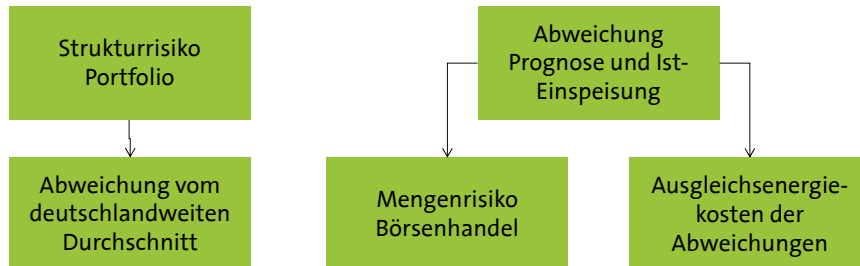 Strukturrisiko
Portfolio
Abweichung
Prognose und Ist-
Einspeisung
Abweichung vom
deutschlandweiten
Durchschnitt
Mengenrisiko
Börsenhandel
Ausgleichsenergie-
kosten der
Abweichungen